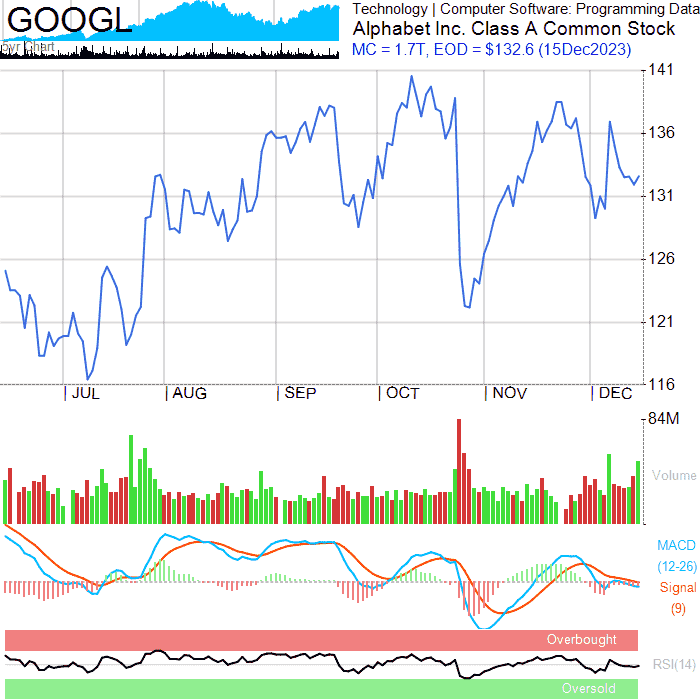 GOOGL
5yr Chart
Technology | Computer Software: Programming Data
Alphabet Inc. Class A Common Stock
MC = 1.7T, EOD = $132.6 (15Dec2023)
141
136
131
126
121
116
JUL AUG SEP OCT NOV DEC
84M
Volume
MACD
(12-26)
Signal
(9)
Overbought
RSI(14)
Oversold